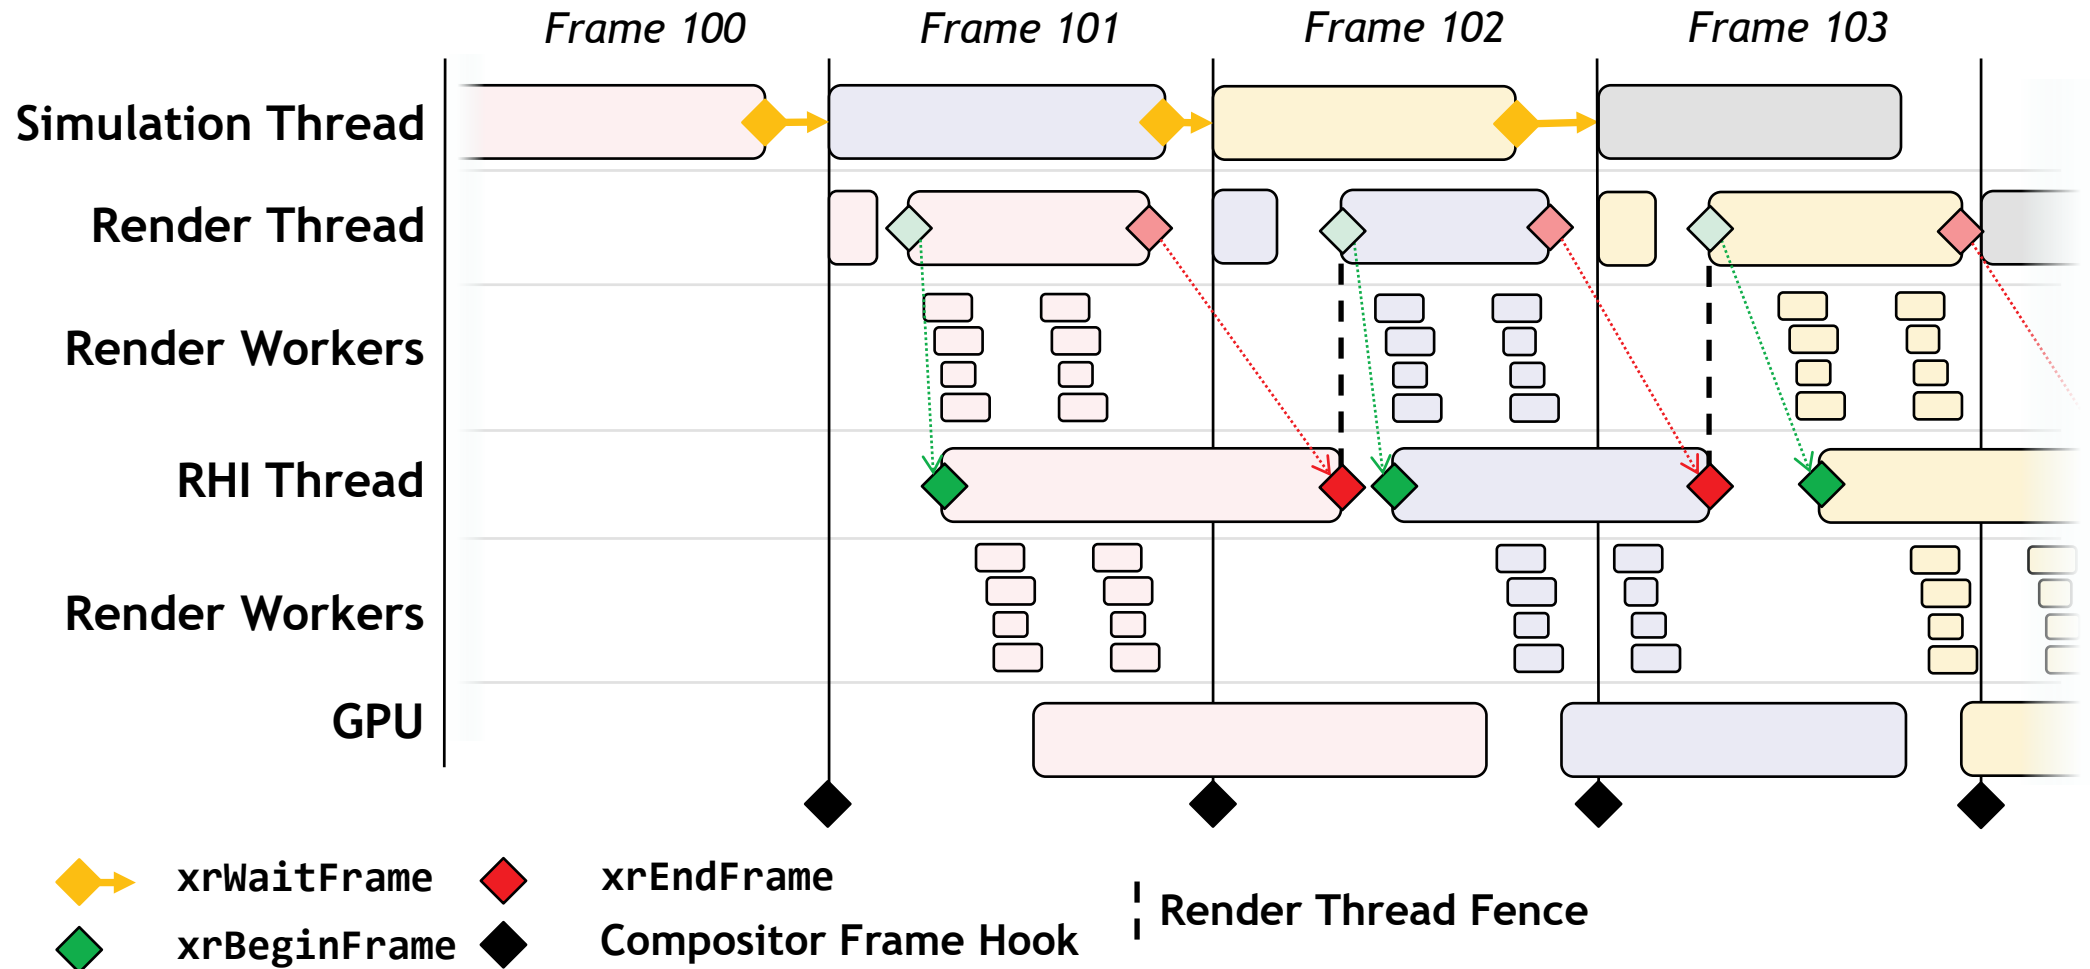 Frame 100 Frame 101 Frame 102 Frame 103
Simulation Thread
Render Thread
Render Workers
RHI Thread
Render Workers
GPU
xrWaitFrame
xrEndFrame
Render Thread Fence
xrBeginFrame
Compositor Frame Hook